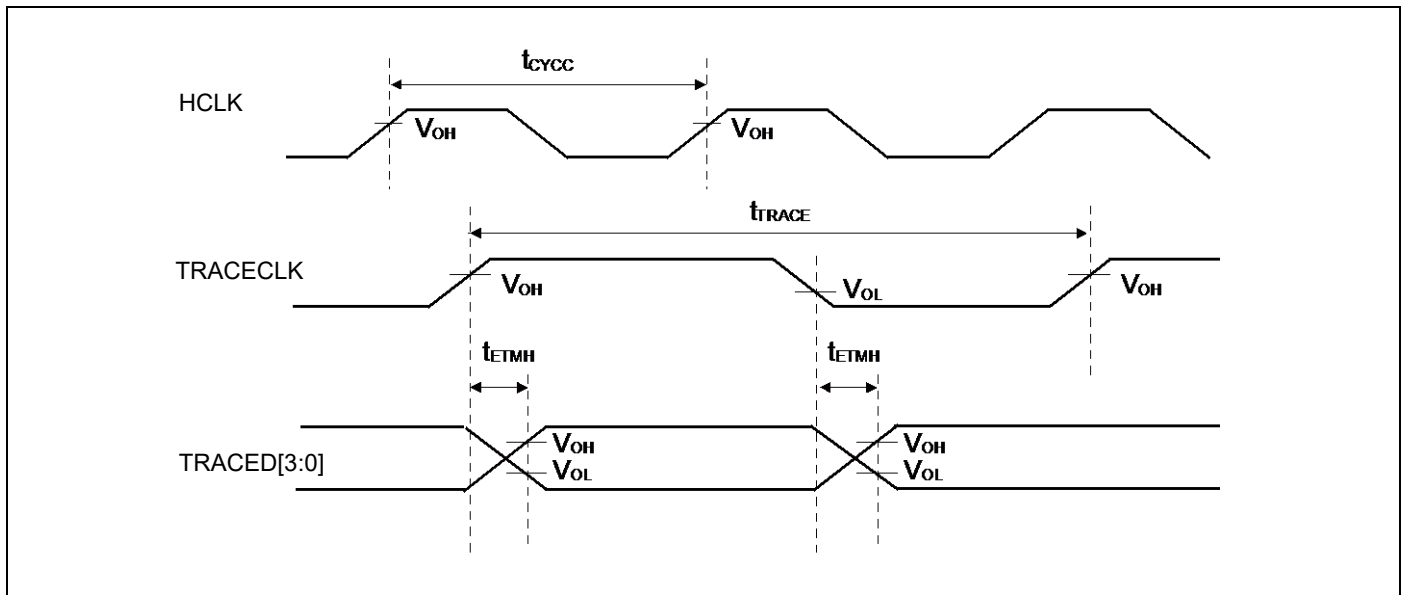 tCYCC
HCLK
VOH VOH
tTRACE
TRACECLK
VOH VOL VOH
tETMH tETMH
VOH VOH
TRACED[3:0]
VOL VOL